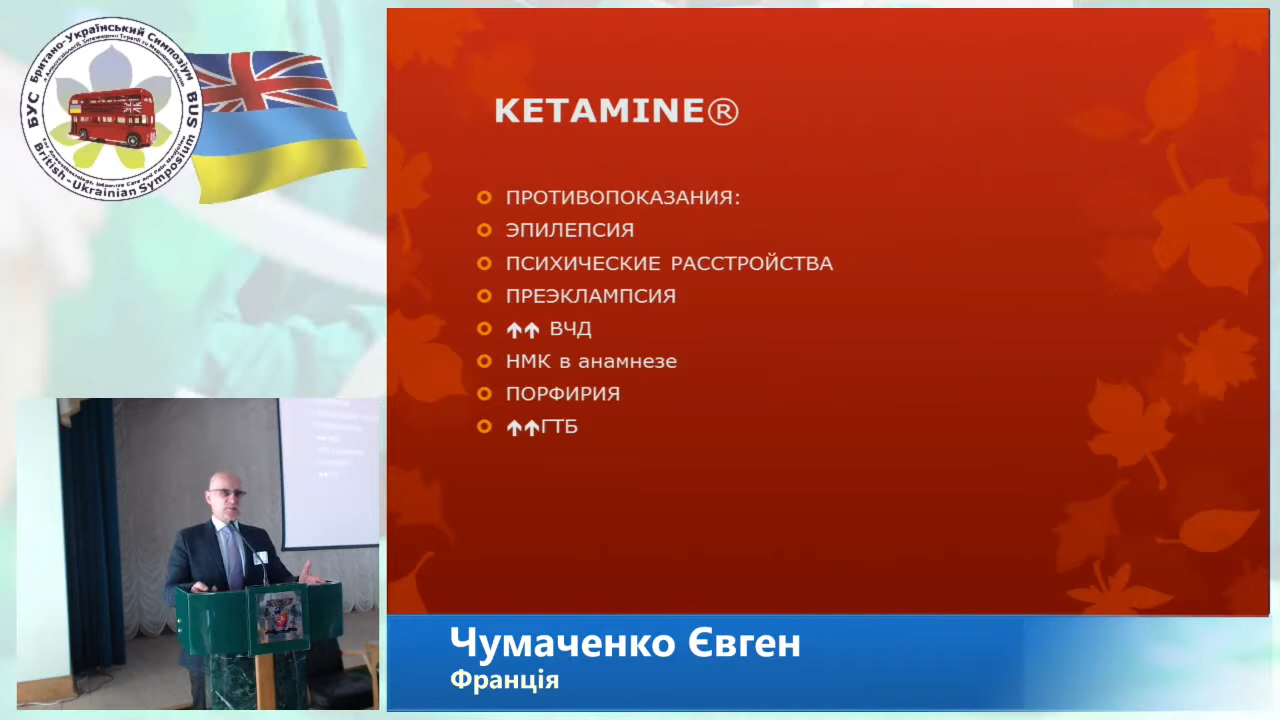 Британо-Український Симпозіум
БУС
BUS
British-Ukrainian Symposium
KETAMINE®
ПРОТИВОПОКАЗАНИЯ:
ЭПИЛЕПСИЯ
ПСИХИЧЕСКИЕ РАССТРОЙСТВА
ПРЕЭКЛАМПСИЯ
↑↑ ВЧД
НМК в анамнезе
ПОРФИРИЯ
↑↑ГТБ
Чумаченко Євген
Франція